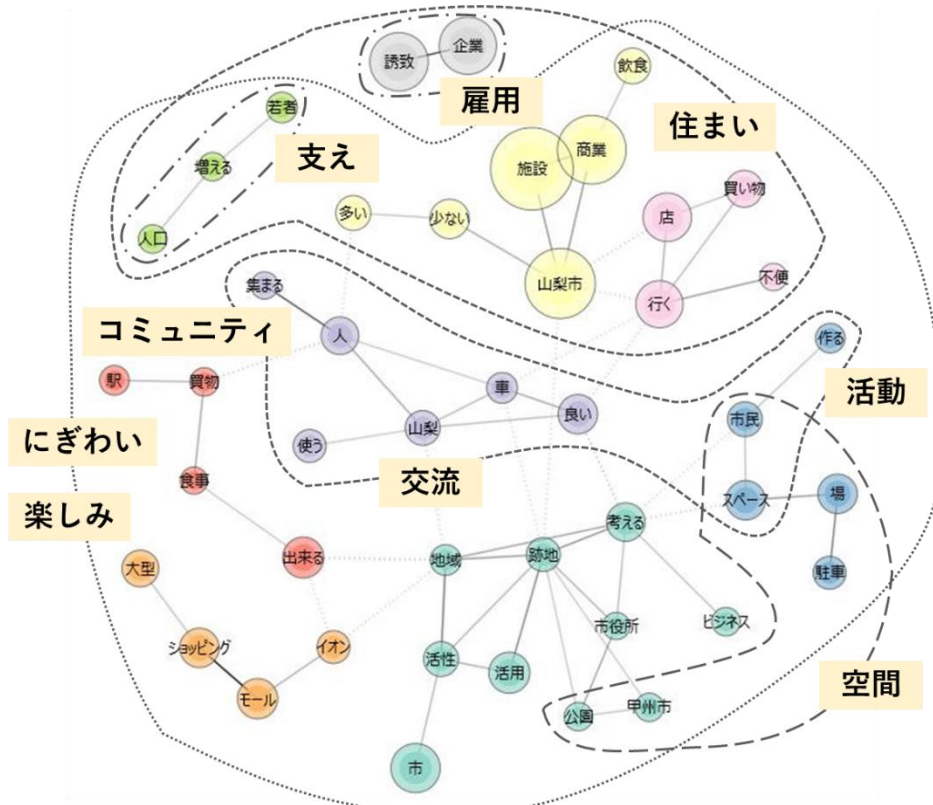 企業
誘致
飲食
雇用
若者
住まい
支え
商業
施設
増える
買い物
多い
少ない
店
人口
山梨市
不便
集まる
行く
コミュニティ
人
作る
駅
買物
車
活動
良い
市民
使う
山梨
にぎわい
食事
交流
スペース
場
楽しみ
考える
大型
出来る
地域
跡地
駐車
市役所
ビジネス
ショッピング
イオン
活性
活用
空間
モール
公園
甲州市
市